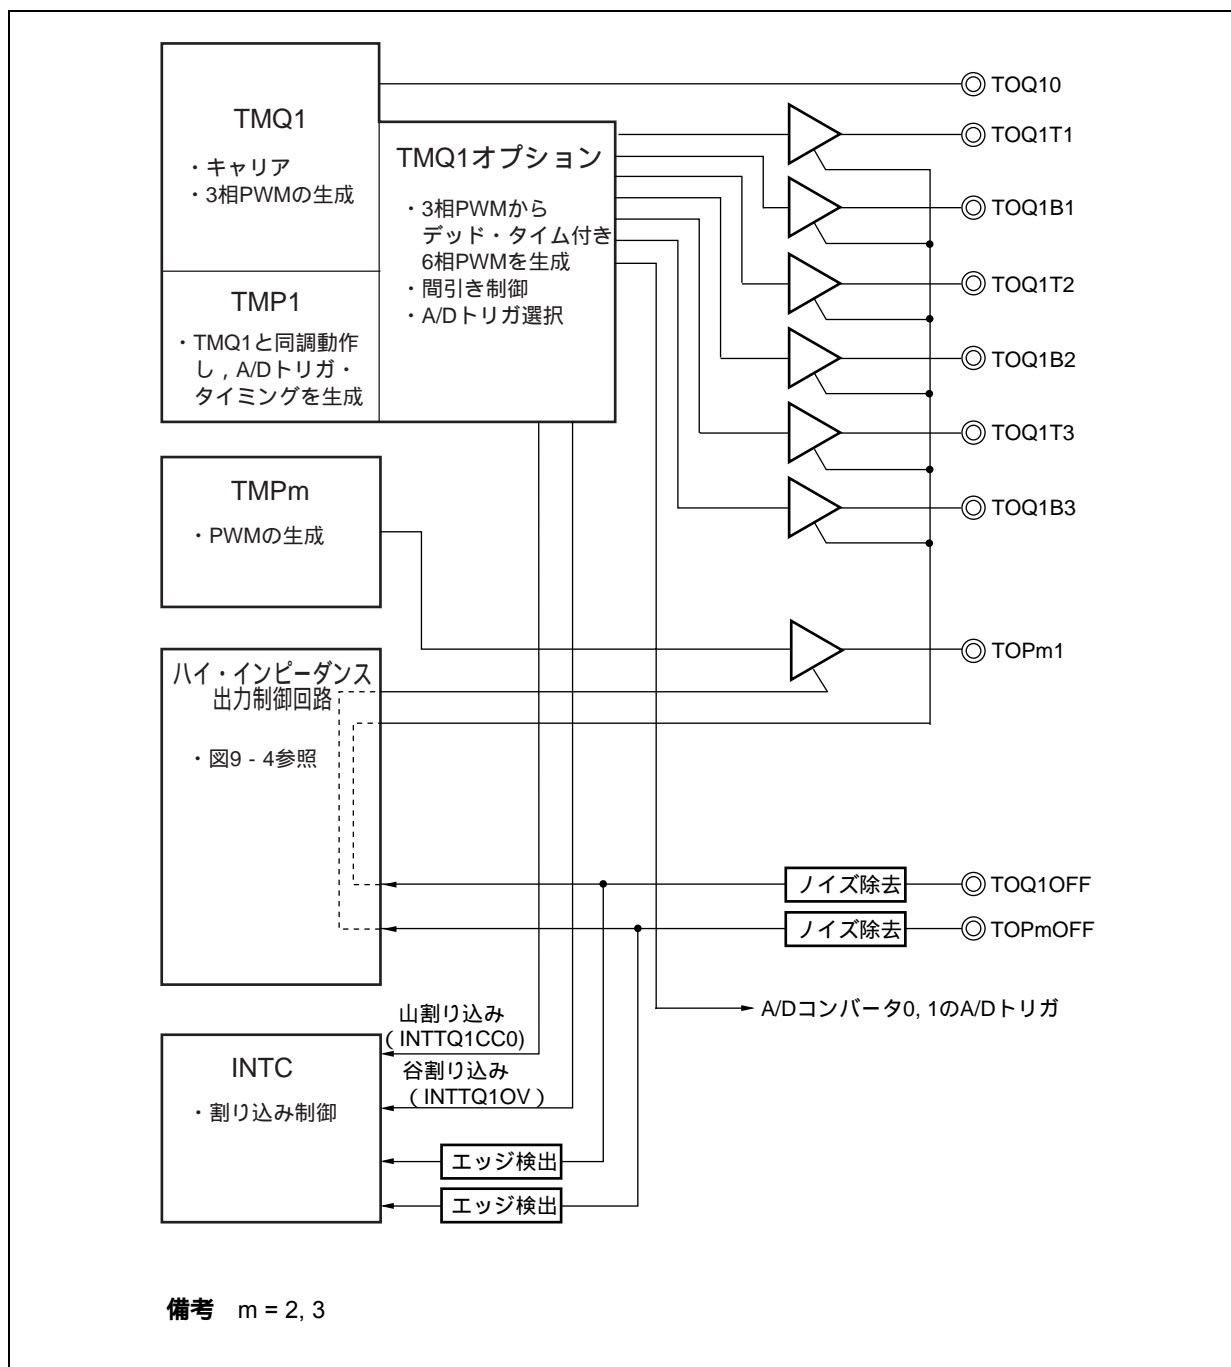 TMQ1
・キャリア
・3相PWMの生成
TMP1
・TMQ1と同調動作
し，A/Dトリガ・
タイミングを生成
TMQ1オプション
・3相PWMから
デッド・タイム付き
6相PWMを生成
・間引き制御
・A/Dトリガ選択
TOQ10
TOQ1T1
TOQ1B1
TOQ1T2
TOQ1B2
TOQ1T3
TOQ1B3
TMPm
・PWMの生成
TOPm1
ハイ・インピーダンス
出力制御回路
・図9 - 4参照
ノイズ除去
TOQ1OFF
ノイズ除去
TOPmOFF
A/Dコンバータ0, 1のA/Dトリガ
山割り込み
（INTTQ1CC0)
谷割り込み
（INTTQ1OV）
INTC
・割り込み制御
エッジ検出
エッジ検出
備考 m = 2, 3